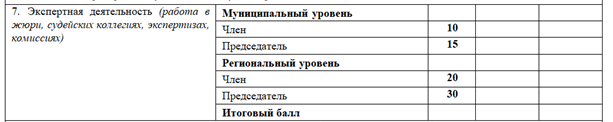 7. Экспертная деятельность (работа в
жюри, судейских коллегиях, экспертизах,
комиссиях)
Муниципальный уровень
Член 10
Председатель 15
Региональный уровень
Член 20
Председатель 30
Итоговый балл